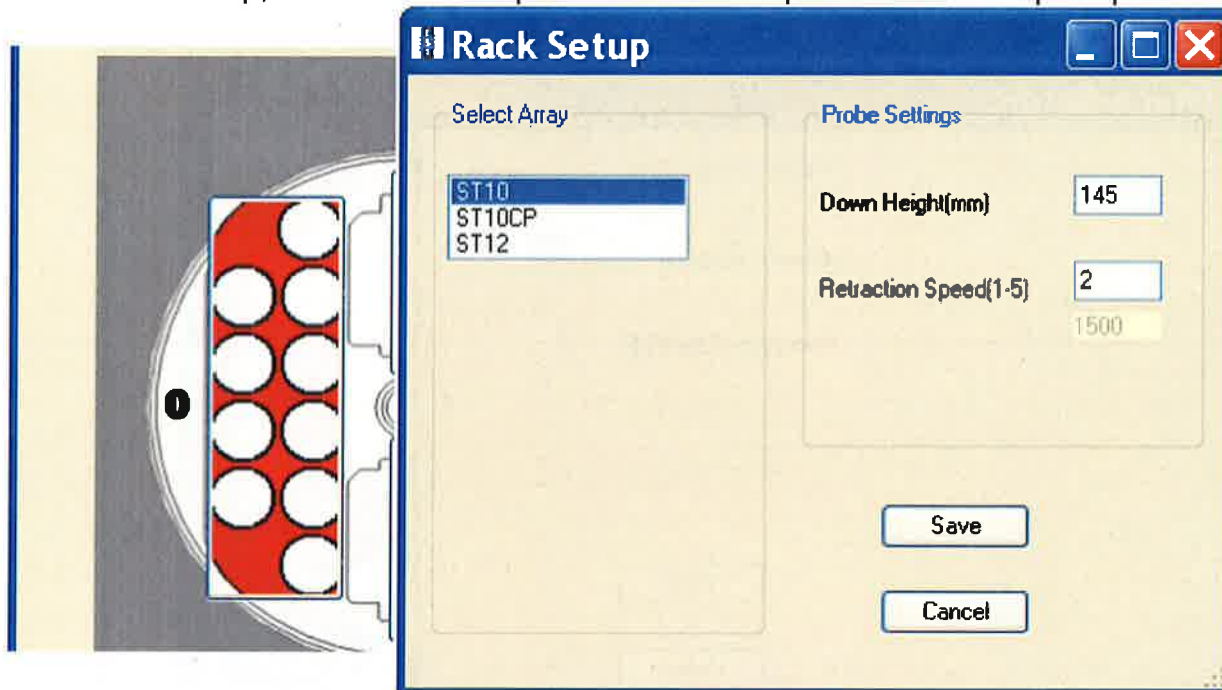 Rack Setup
Select Array
ST10
ST10CP
ST12
Probe Settings
Down Height(mm)
145
Retraction Speed(1-5)
2
1500
Save
Cancel
0